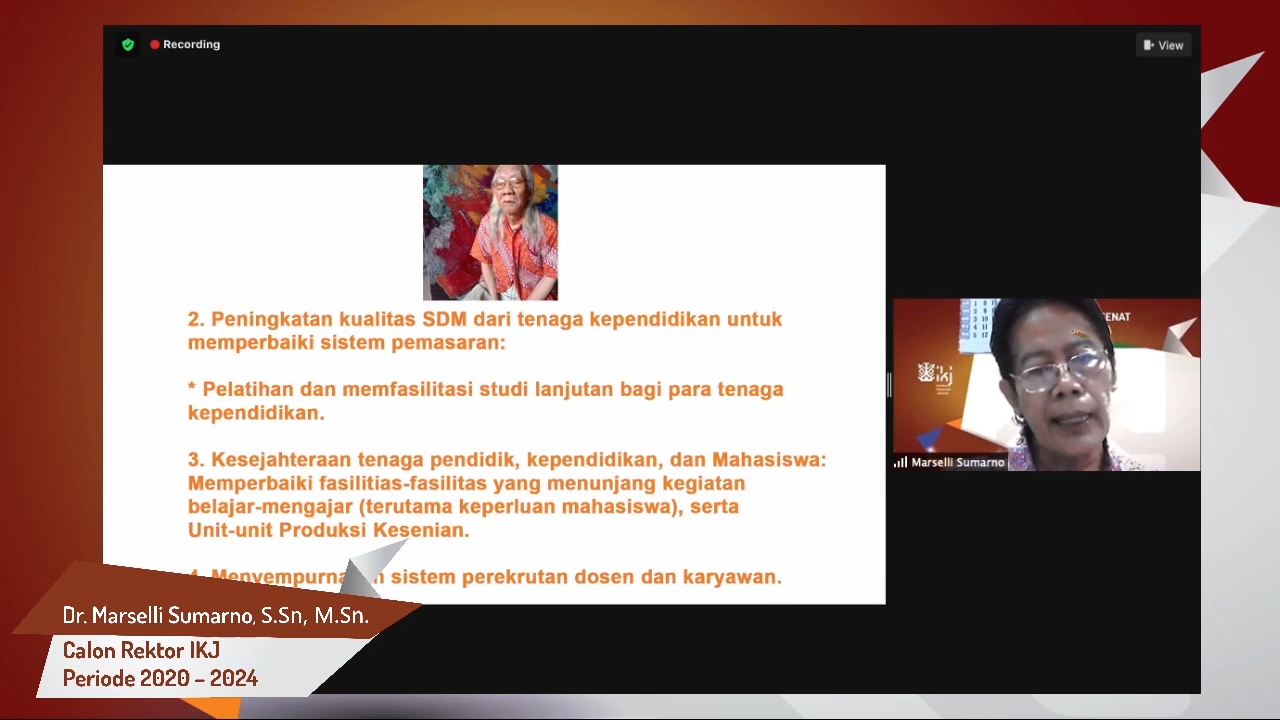 Recording
View
2. Peningkatan kualitas SDM dari tenaga kependidikan untuk
memperbaiki sistem pemasaran:
* Pelatihan dan memfasilitasi studi lanjutan bagi para tenaga
kependidikan.
3. Kesejahteraan tenaga pendidik, kependidikan, dan Mahasiswa:
Memperbaiki fasilitias-fasilitas yang menunjang kegiatan
belajar-mengajar (terutama keperluan mahasiswa), serta
Unit-unit Produksi Kesenian.
sistem perekrutan dosen dan karyawan.
ikj
Marselli Sumarno
Dr. Marselli Sumarno, S.Sn, M.Sn.
Calon Rektor IKJ
Periode 2020 – 2024